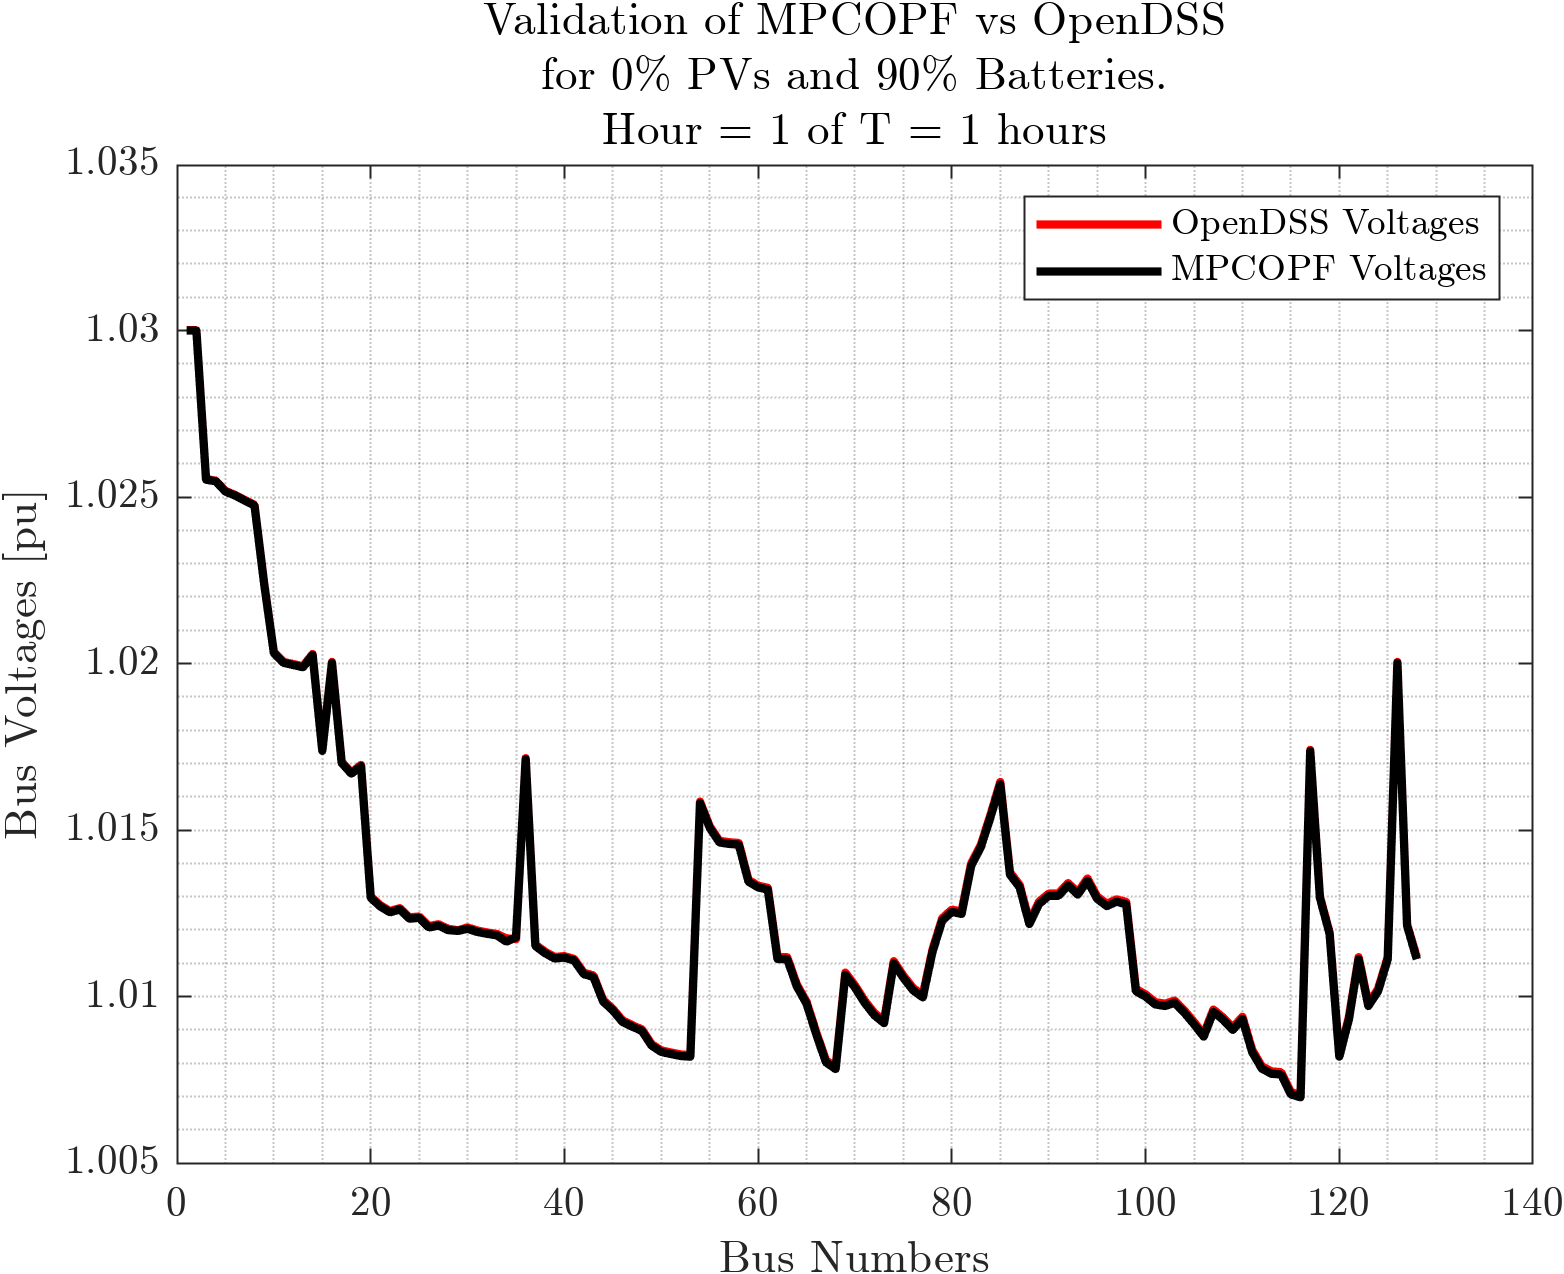 Validation of MPCOPF vs OpenDSS
for 0% PVs and 90% Batteries.
Hour = 1 of T = 1 hours
OpenDSS Voltages
MPCOPF Voltages
Bus Voltages [pu]
1.035
1.03
1.025
1.02
1.015
1.01
1.005
0 20 40 60 80 100 120 140
Bus Numbers